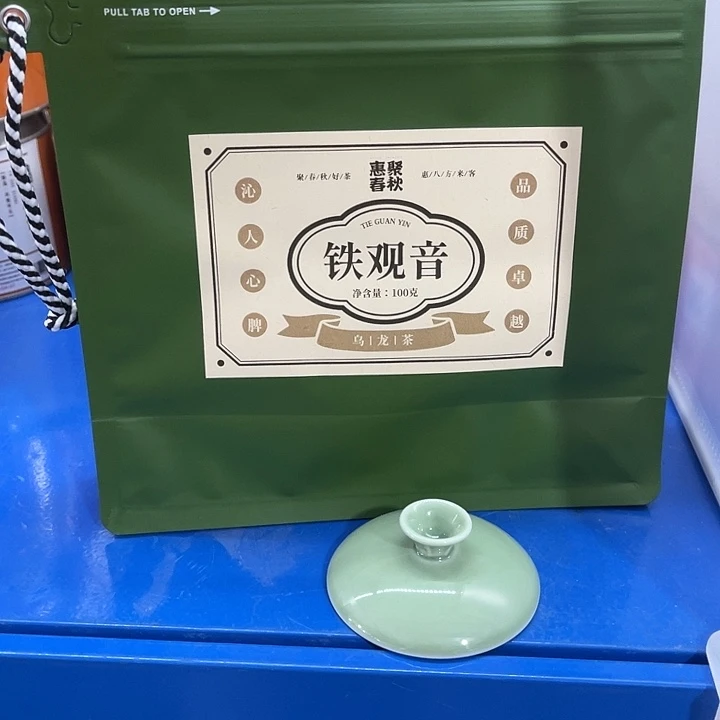 PULL TAB TO OPEN
聚/春/秋/好/茶
惠聚
春秋
惠/八/方/来/客
沁人心脾
品质卓越
TIE GUAN YIN
铁观音
净含量：100克
乌|龙|茶